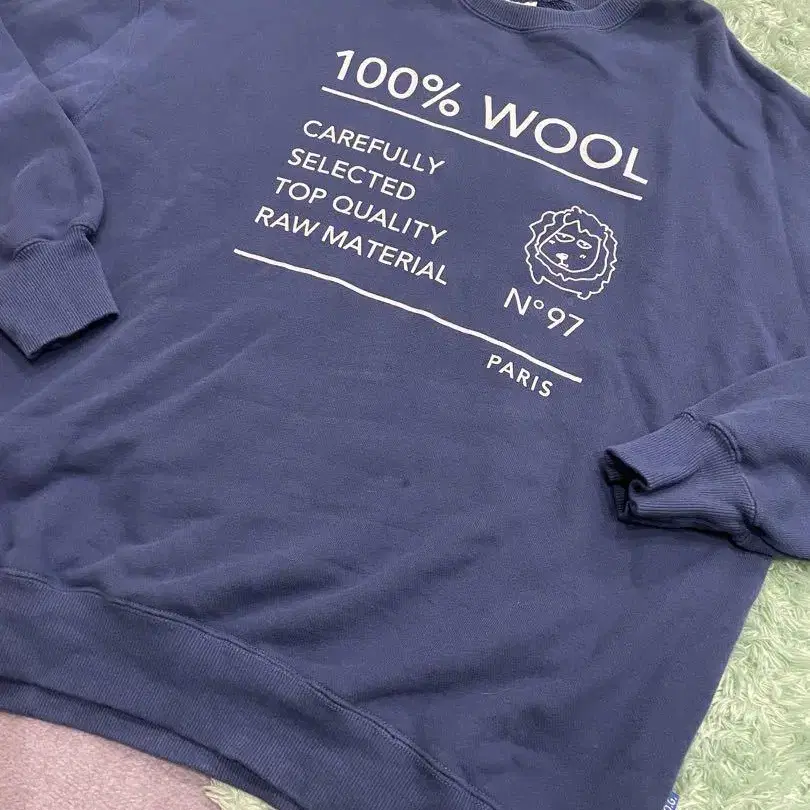 100% WOOL
CAREFULLY
SELECTED
TOP QUALITY
RAW MATERIAL
N° 97
PARIS